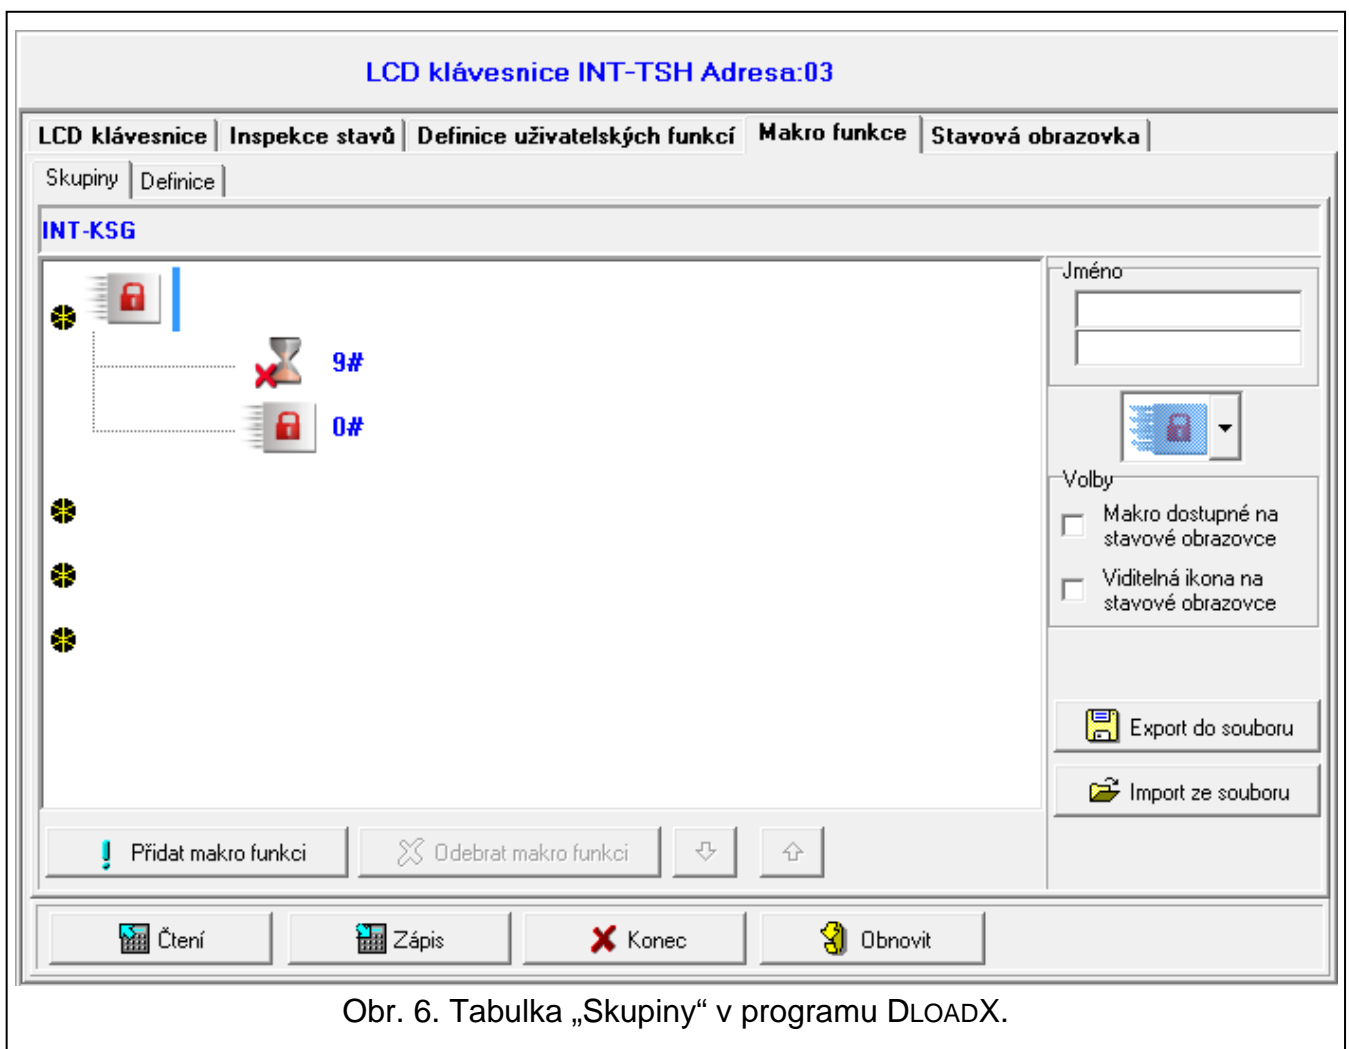 LCD klávesnice INT-TSH Adresa:03
LCD klávesnice Inspekce stavů Definice uživatelských funkcí Makro funkce Stavová obrazovka
Skupiny Definice
INT-KSG
Jméno
9#
0#
Volby
Makro dostupné na
stavové obrazovce
Viditelná ikona na
stavové obrazovce
Export do souboru
Import ze souboru
Přidat makro funkci Odebrat makro funkci
Čtení Zápis Konec Obnovit
Obr. 6. Tabulka „Skupiny“ v programu DLOADX.